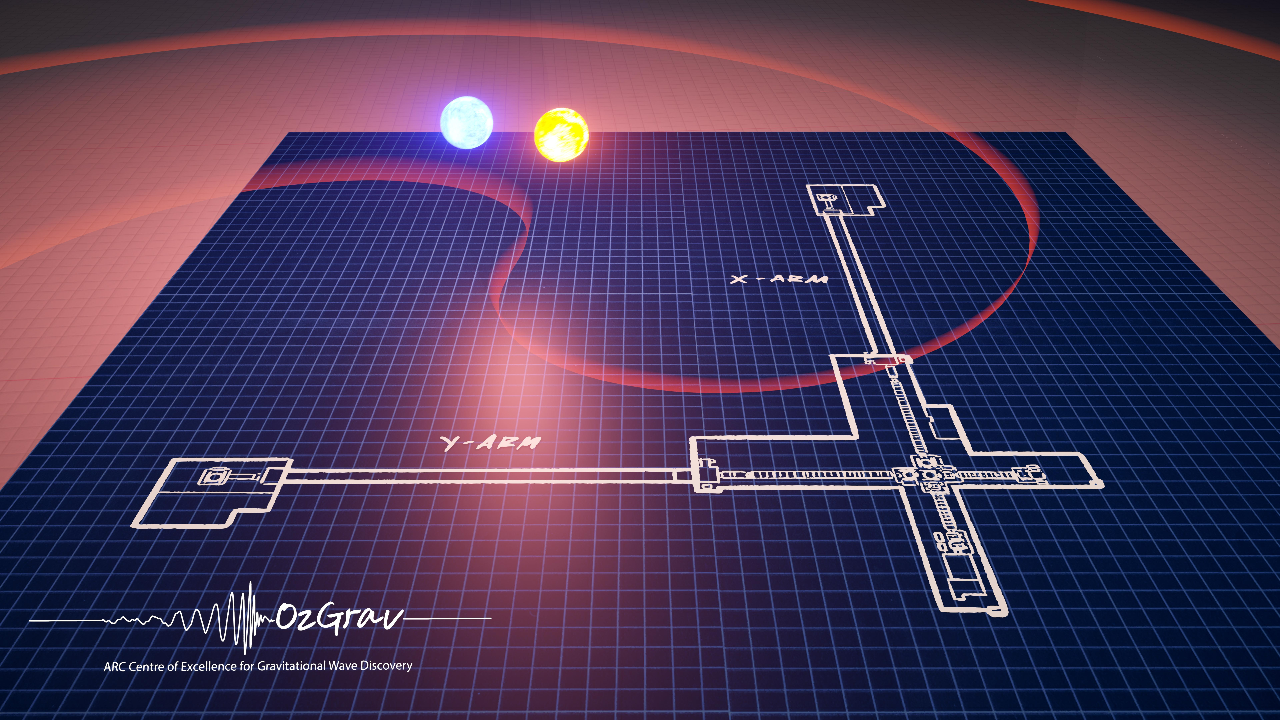 X-ARM
Y-ARM
OzGrav
ARC Centre of Excellence for Gravitational Wave Discovery